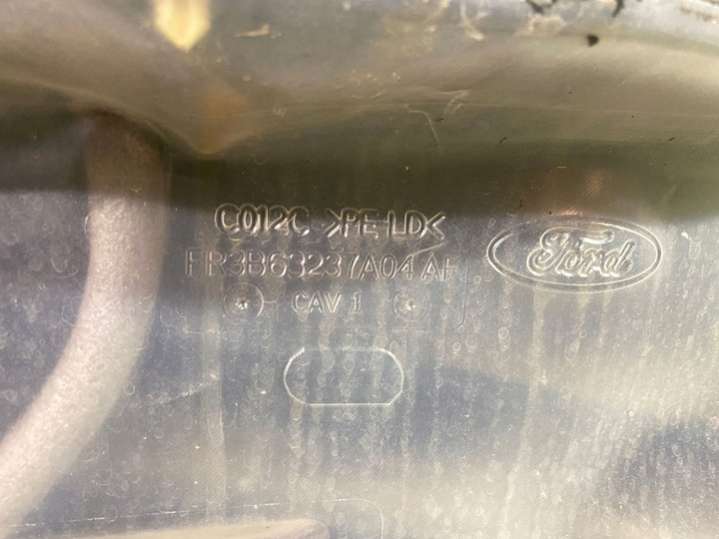 C012C >PE-LD<
FR3B63237A04 AF
CAV 1
Ford